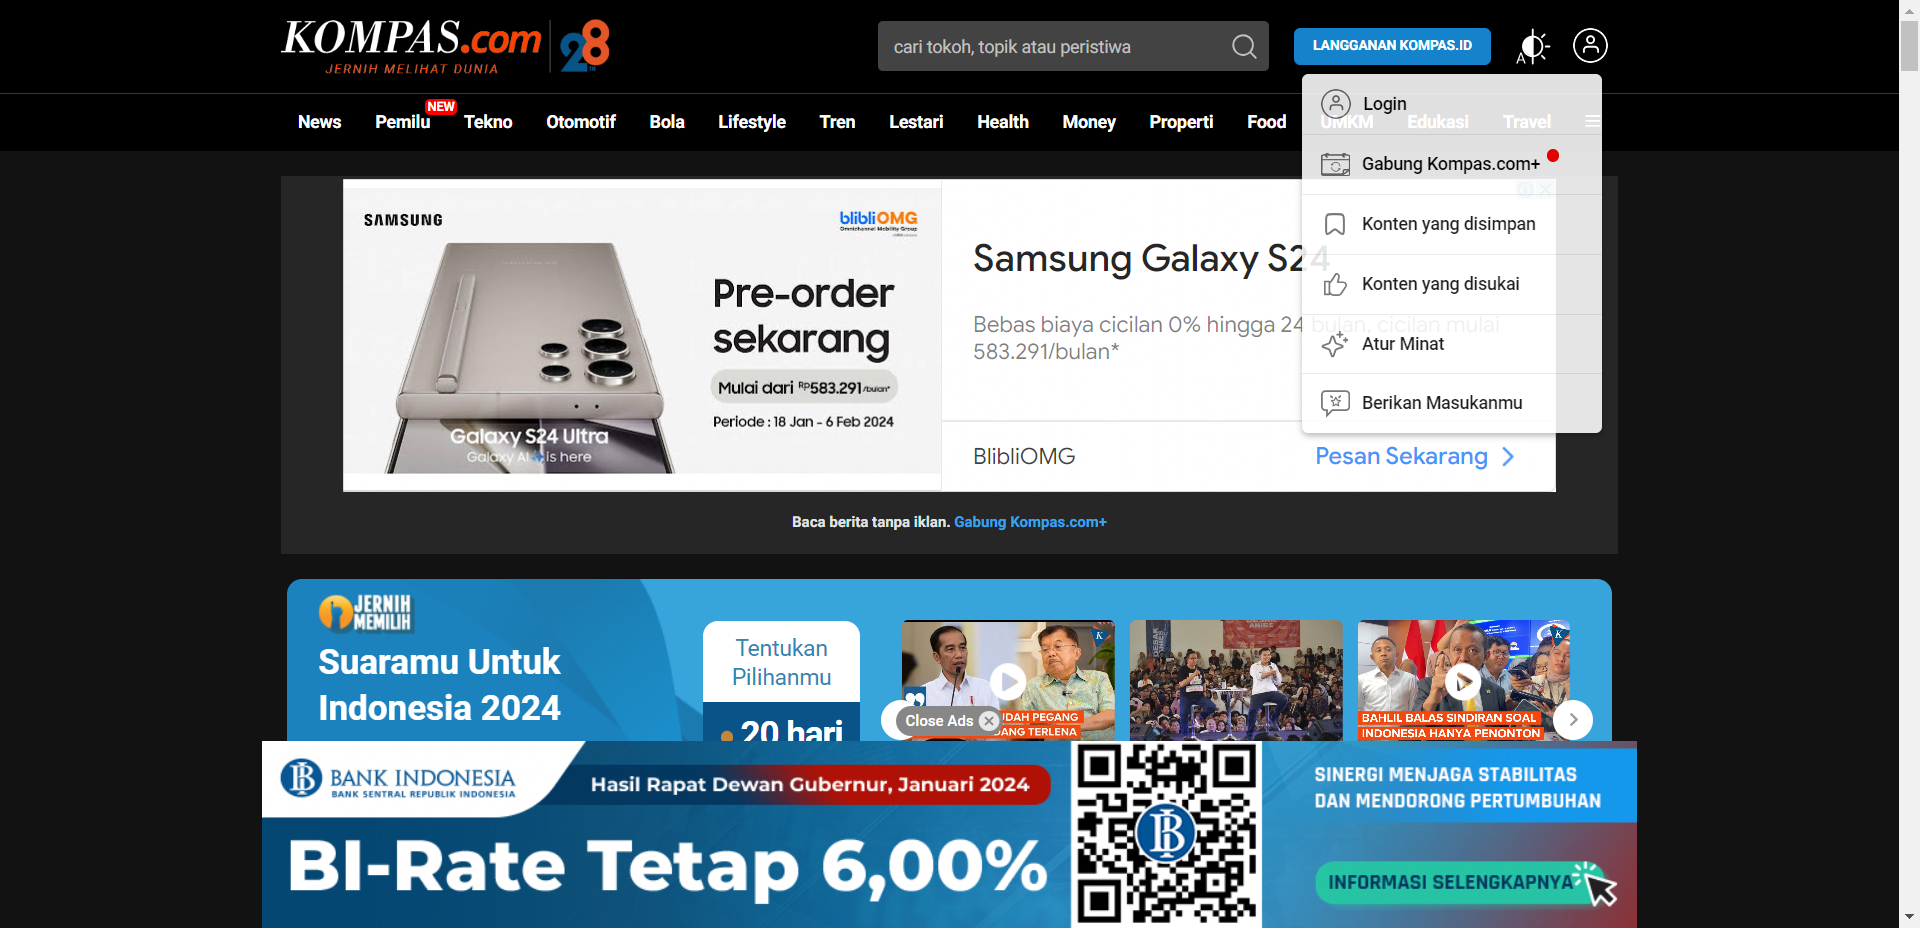 KOMPAS.com 28
JERNIH MELIHAT DUNIA
cari tokoh, topik atau peristiwa
LANGGANAN KOMPAS.ID
A
News
Pemilu
NEW
Tekno
Otomotif
Bola
Lifestyle
Tren
Lestari
Health
Money
Properti
Food
UMKM
Edukasi
Travel
Login
Gabung Kompas.com+
Konten yang disimpan
Konten yang disukai
Atur Minat
Berikan Masukanmu
SAMSUNG
blibliOMG
Omnichannel Mobility Group
Pre-order
sekarang
Mulai dari Rp583.291/bulan*
Periode : 18 Jan - 6 Feb 2024
Galaxy S24 Ultra
Galaxy AI is here
Samsung Galaxy S24
Bebas biaya cicilan 0% hingga 24 bulan, cicilan mulai
583.291/bulan*
BlibliOMG
Pesan Sekarang
Baca berita tanpa iklan. Gabung Kompas.com+
JERNIH
MEMILIH
Suaramu Untuk
Indonesia 2024
Tentukan
Pilihanmu
20 hari
K
UDAH PEGANG
DANG TERLENA
DESAK
ANIES
K
BAHLIL BALAS SINDIRAN SOAL
INDONESIA HANYA PENONTON
Close Ads
BANK INDONESIA
BANK SENTRAL REPUBLIK INDONESIA
Hasil Rapat Dewan Gubernur, Januari 2024
BI-Rate Tetap 6,00%
SINERGI MENJAGA STABILITAS
DAN MENDORONG PERTUMBUHAN
INFORMASI SELENGKAPNYA